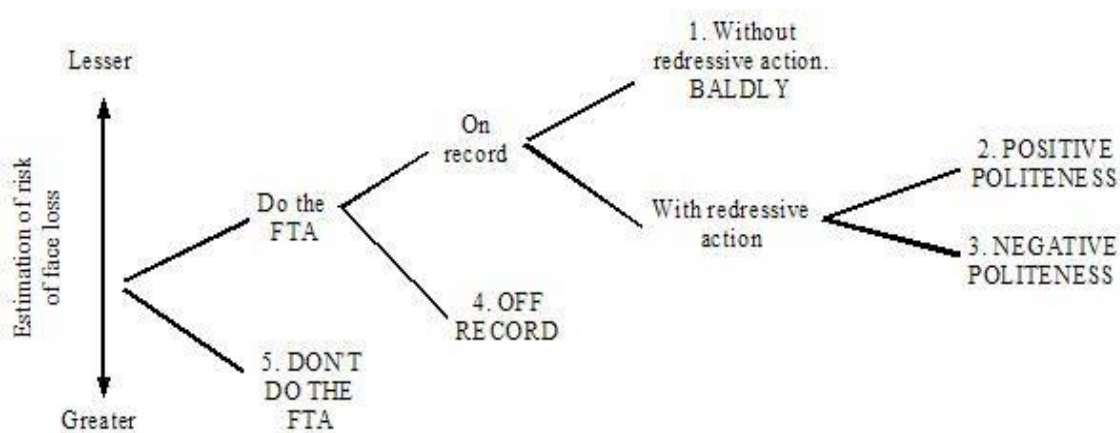 Lesser
Estimation of risk
of face loss
Greater
Do the
FTA
5. DON'T
DO THE
FTA
On
record
4. OFF
RECORD
1. Without
redressive action.
BALDLY
With redressive
action
2. POSITIVE
POLITENESS
3. NEGATIVE
POLITENESS